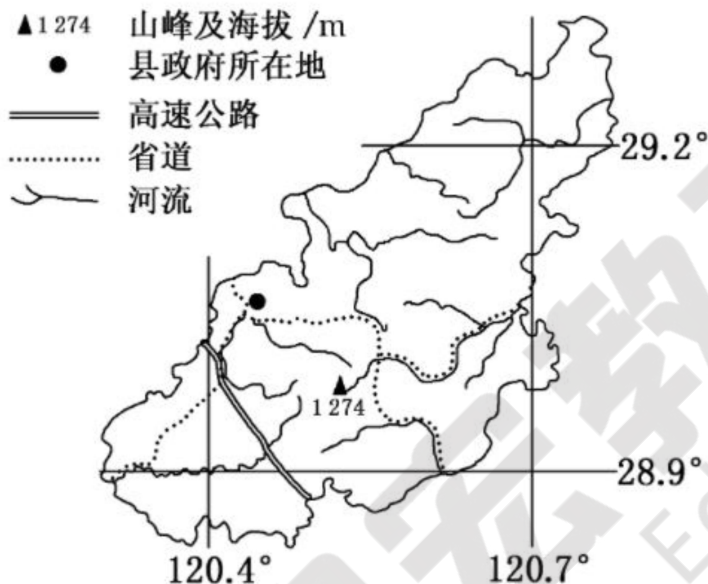 ▲1 274 山峰及海拔/m
● 县政府所在地
高速公路
省道
河流
29.2°
1 274
28.9°
120.4° 120.7°